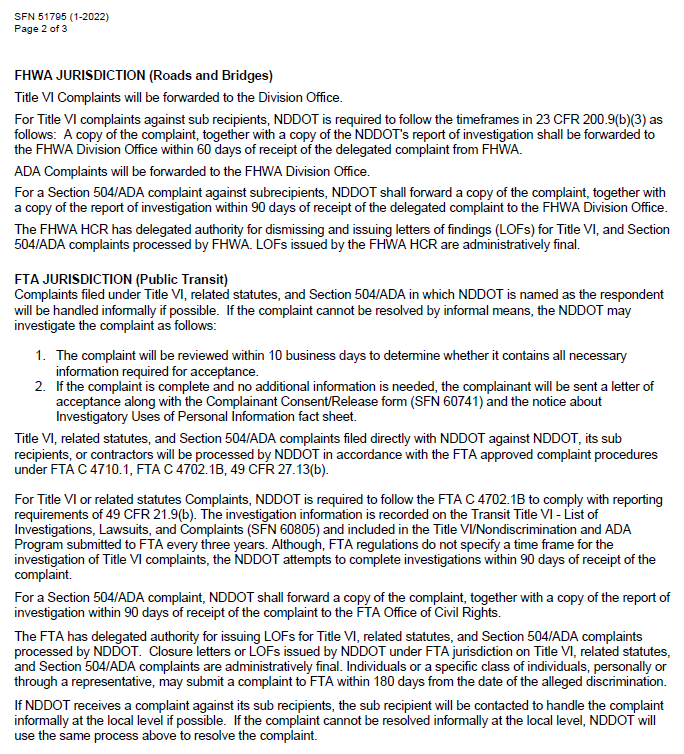 SFN 51795 (1-2022)
Page 2 of 3
FHWA JURISDICTION (Roads and Bridges)
Title VI Complaints will be forwarded to the Division Office.
For Title VI complaints against sub recipients, NDDOT is required to follow the timeframes in 23 CFR 200.9(b)(3) as
follows:  A copy of the complaint, together with a copy of the NDDOT's report of investigation shall be forwarded to
the FHWA Division Office within 60 days of receipt of the delegated complaint from FHWA.
ADA Complaints will be forwarded to the FHWA Division Office.
For a Section 504/ADA complaint against subrecipients, NDDOT shall forward a copy of the complaint, together with
a copy of the report of investigation within 90 days of receipt of the delegated complaint to the FHWA Division Office.
The FHWA HCR has delegated authority for dismissing and issuing letters of findings (LOFs) for Title VI, and Section
504/ADA complaints processed by FHWA. LOFs issued by the FHWA HCR are administratively final.
FTA JURISDICTION (Public Transit)
Complaints filed under Title VI, related statutes, and Section 504/ADA in which NDDOT is named as the respondent
will be handled informally if possible.  If the complaint cannot be resolved by informal means, the NDDOT may
investigate the complaint as follows:
1. The complaint will be reviewed within 10 business days to determine whether it contains all necessary
information required for acceptance.
2. If the complaint is complete and no additional information is needed, the complainant will be sent a letter of
acceptance along with the Complainant Consent/Release form (SFN 60741) and the notice about
Investigatory Uses of Personal Information fact sheet.
Title VI, related statutes, and Section 504/ADA complaints filed directly with NDDOT against NDDOT, its sub
recipients, or contractors will be processed by NDDOT in accordance with the FTA approved complaint procedures
under FTA C 4710.1, FTA C 4702.1B, 49 CFR 27.13(b).
For Title VI or related statutes Complaints, NDDOT is required to follow the FTA C 4702.1B to comply with reporting
requirements of 49 CFR 21.9(b). The investigation information is recorded on the Transit Title VI - List of
Investigations, Lawsuits, and Complaints (SFN 60805) and included in the Title VI/Nondiscrimination and ADA
Program submitted to FTA every three years. Although, FTA regulations do not specify a time frame for the
investigation of Title VI complaints, the NDDOT attempts to complete investigations within 90 days of receipt of the
complaint.
For a Section 504/ADA complaint, NDDOT shall forward a copy of the complaint, together with a copy of the report of
investigation within 90 days of receipt of the complaint to the FTA Office of Civil Rights.
The FTA has delegated authority for issuing LOFs for Title VI, related statutes, and Section 504/ADA complaints
processed by NDDOT.  Closure letters or LOFs issued by NDDOT under FTA jurisdiction on Title VI, related statutes,
and Section 504/ADA complaints are administratively final. Individuals or a specific class of individuals, personally or
through a representative, may submit a complaint to FTA within 180 days from the date of the alleged discrimination.
If NDDOT receives a complaint against its sub recipients, the sub recipient will be contacted to handle the complaint
informally at the local level if possible.  If the complaint cannot be resolved informally at the local level, NDDOT will
use the same process above to resolve the complaint.